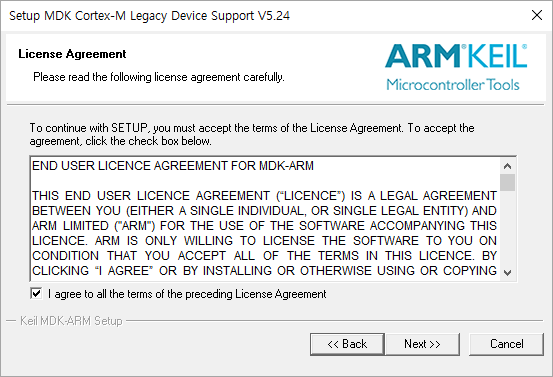 Setup MDK Cortex-M Legacy Device Support V5.24
License Agreement
Please read the following license agreement carefully.
ARM®KEIL®
Microcontroller Tools
To continue with SETUP, you must accept the terms of the License Agreement. To accept the
agreement, click the check box below.
END USER LICENCE AGREEMENT FOR MDK-ARM
THIS END USER LICENCE AGREEMENT (“LICENCE”) IS A LEGAL AGREEMENT
BETWEEN YOU (EITHER A SINGLE INDIVIDUAL, OR SINGLE LEGAL ENTITY) AND
ARM LIMITED ("ARM") FOR THE USE OF THE SOFTWARE ACCOMPANYING THIS
LICENCE. ARM IS ONLY WILLING TO LICENSE THE SOFTWARE TO YOU ON
CONDITION THAT YOU ACCEPT ALL OF THE TERMS IN THIS LICENCE. BY
CLICKING “I AGREE” OR BY INSTALLING OR OTHERWISE USING OR COPYING
I agree to all the terms of the preceding License Agreement
Keil MDK-ARM Setup
<< Back
Next >>
Cancel